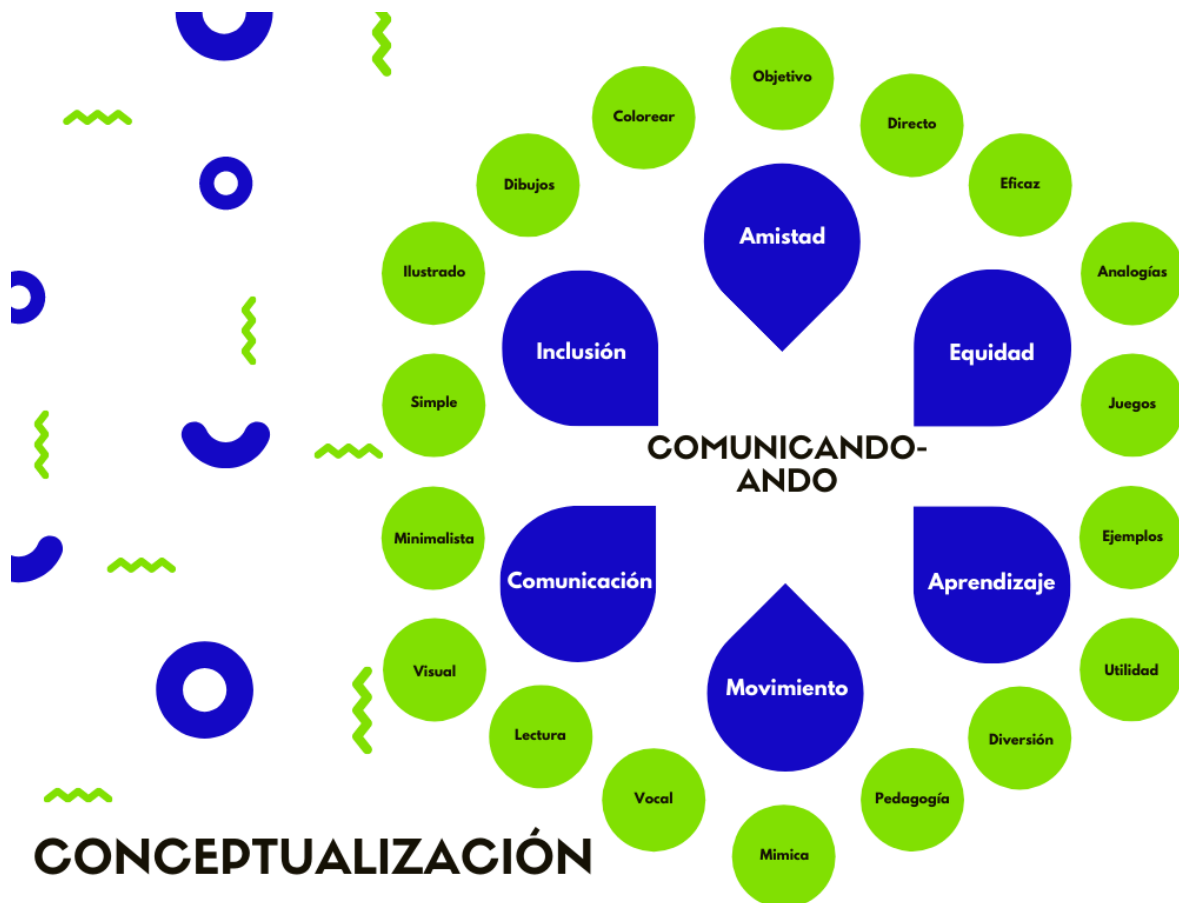 Objetivo
Colorear
Directo
Dibujos
Eficaz
Amistad
Ilustrado
Analogías
Inclusión
Equidad
Simple
Juegos
COMUNICANDO-
ANDO
Minimalista
Ejemplos
Comunicación
Aprendizaje
Visual
Utilidad
Movimiento
Lectura
Diversión
Vocal
Pedagogía
Mimica
CONCEPTUALIZACIÓN